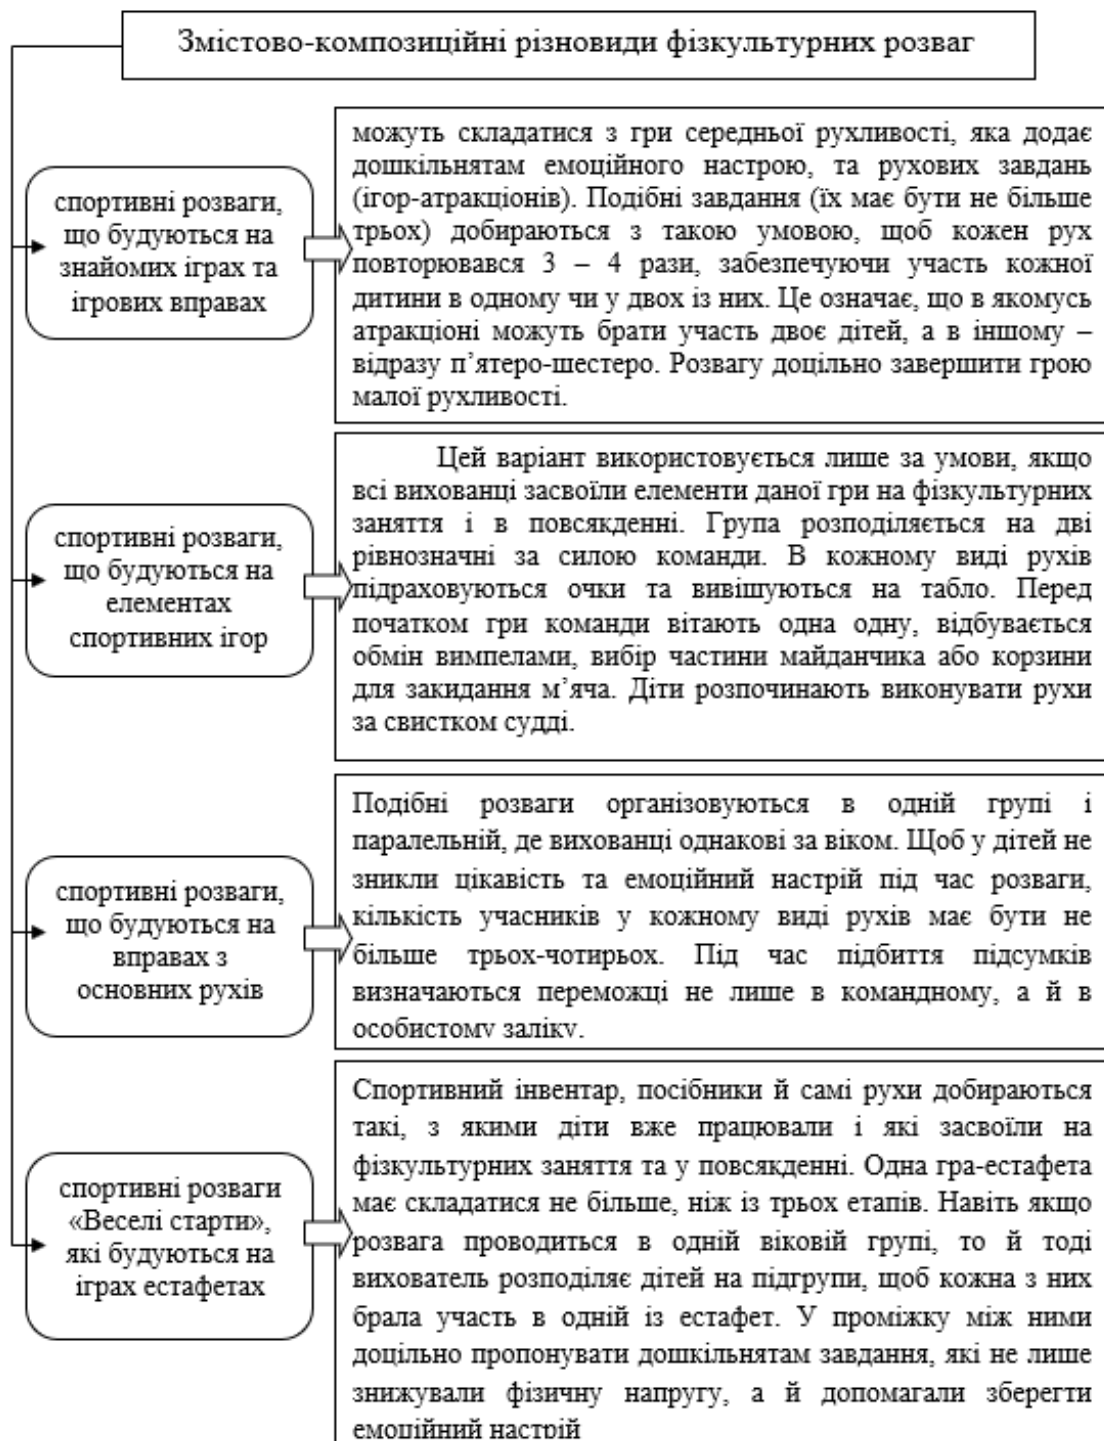 Змістово-композиційні різновиди фізкультурних розваг
спортивні розваги,
що будуються на
знайомих іграх та
ігрових вправах
можуть складатися з гри середньої рухливості, яка додає
дошкільнятам емоційного настрою, та рухових завдань
(ігор-атракціонів). Подібні завдання (їх має бути не більше
трьох) добираються з такою умовою, щоб кожен рух
повторювався 3 – 4 рази, забезпечуючи участь кожної
дитини в одному чи у двох із них. Це означає, що в якомусь
атракціоні можуть брати участь двоє дітей, а в іншому –
відразу п’ятеро-шестеро. Розвагу доцільно завершити грою
малої рухливості.
спортивні розваги,
що будуються на
елементах
спортивних ігор
Цей варіант використовується лише за умови, якщо
всі вихованці засвоїли елементи даної гри на фізкультурних
заняття і в повсякденні. Група розподіляється на дві
рівнозначні за силою команди. В кожному виді рухів
підраховуються очки та вивішуються на табло. Перед
початком гри команди вітають одна одну, відбувається
обмін вимпелами, вибір частини майданчика або корзини
для закидання м’яча. Діти розпочинають виконувати рухи
за свистком судді.
спортивні розваги,
що будуються на
вправах з
основних рухів
Подібні розваги організовуються в одній групі і
паралельній, де вихованці однакові за віком. Щоб у дітей не
зникли цікавість та емоційний настрій під час розваги,
кількість учасників у кожному виді рухів має бути не
більше трьох-чотирьох. Під час підбиття підсумків
визначаються переможці не лише в командному, а й в
особистому заліку.
спортивні розваги
«Веселі старти»,
які будуються на
іграх естафетах
Спортивний інвентар, посібники й самі рухи добираються
такі, з якими діти вже працювали і які засвоїли на
фізкультурних заняття та у повсякденні. Одна гра-естафета
має складатися не більше, ніж із трьох етапів. Навіть якщо
розвага проводиться в одній віковій групі, то й тоді
вихователь розподіляє дітей на підгрупи, щоб кожна з них
брала участь в одній із естафет. У проміжку між ними
доцільно пропонувати дошкільнятам завдання, які не лише
знижували фізичну напругу, а й допомагали зберегти
емоційний настрій